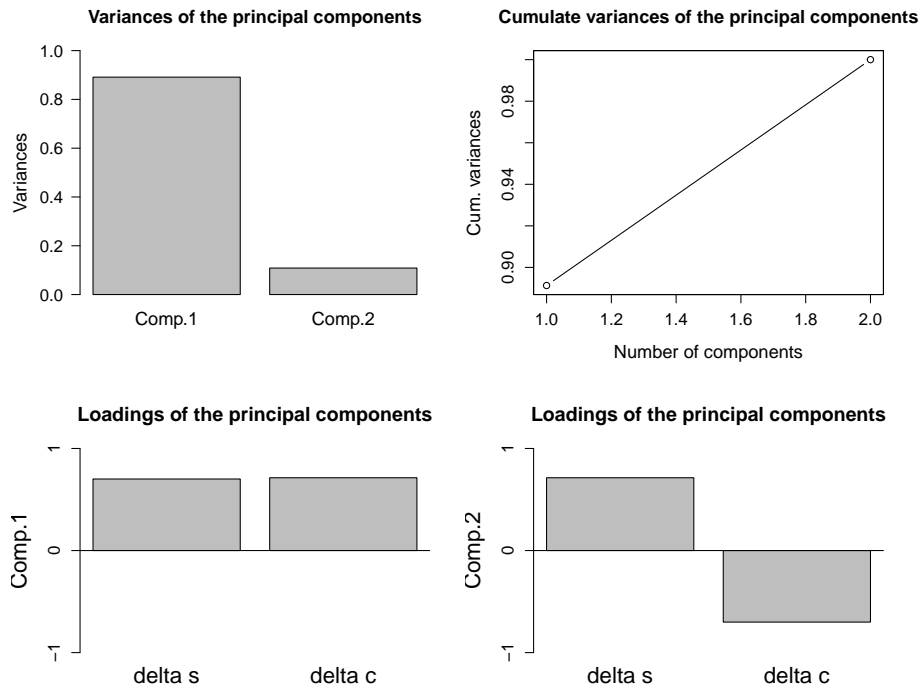 Variances of the principal components
Variances
1.0
0.8
0.6
0.4
0.2
0.0
Comp.1 Comp.2
Cumulate variances of the principal components
Cum. variances
0.98
0.94
0.90
1.0 1.2 1.4 1.6 1.8 2.0
Number of components
Loadings of the principal components
Comp.1
1
0
−1
delta s delta c
Loadings of the principal components
Comp.2
1
0
−1
delta s delta c